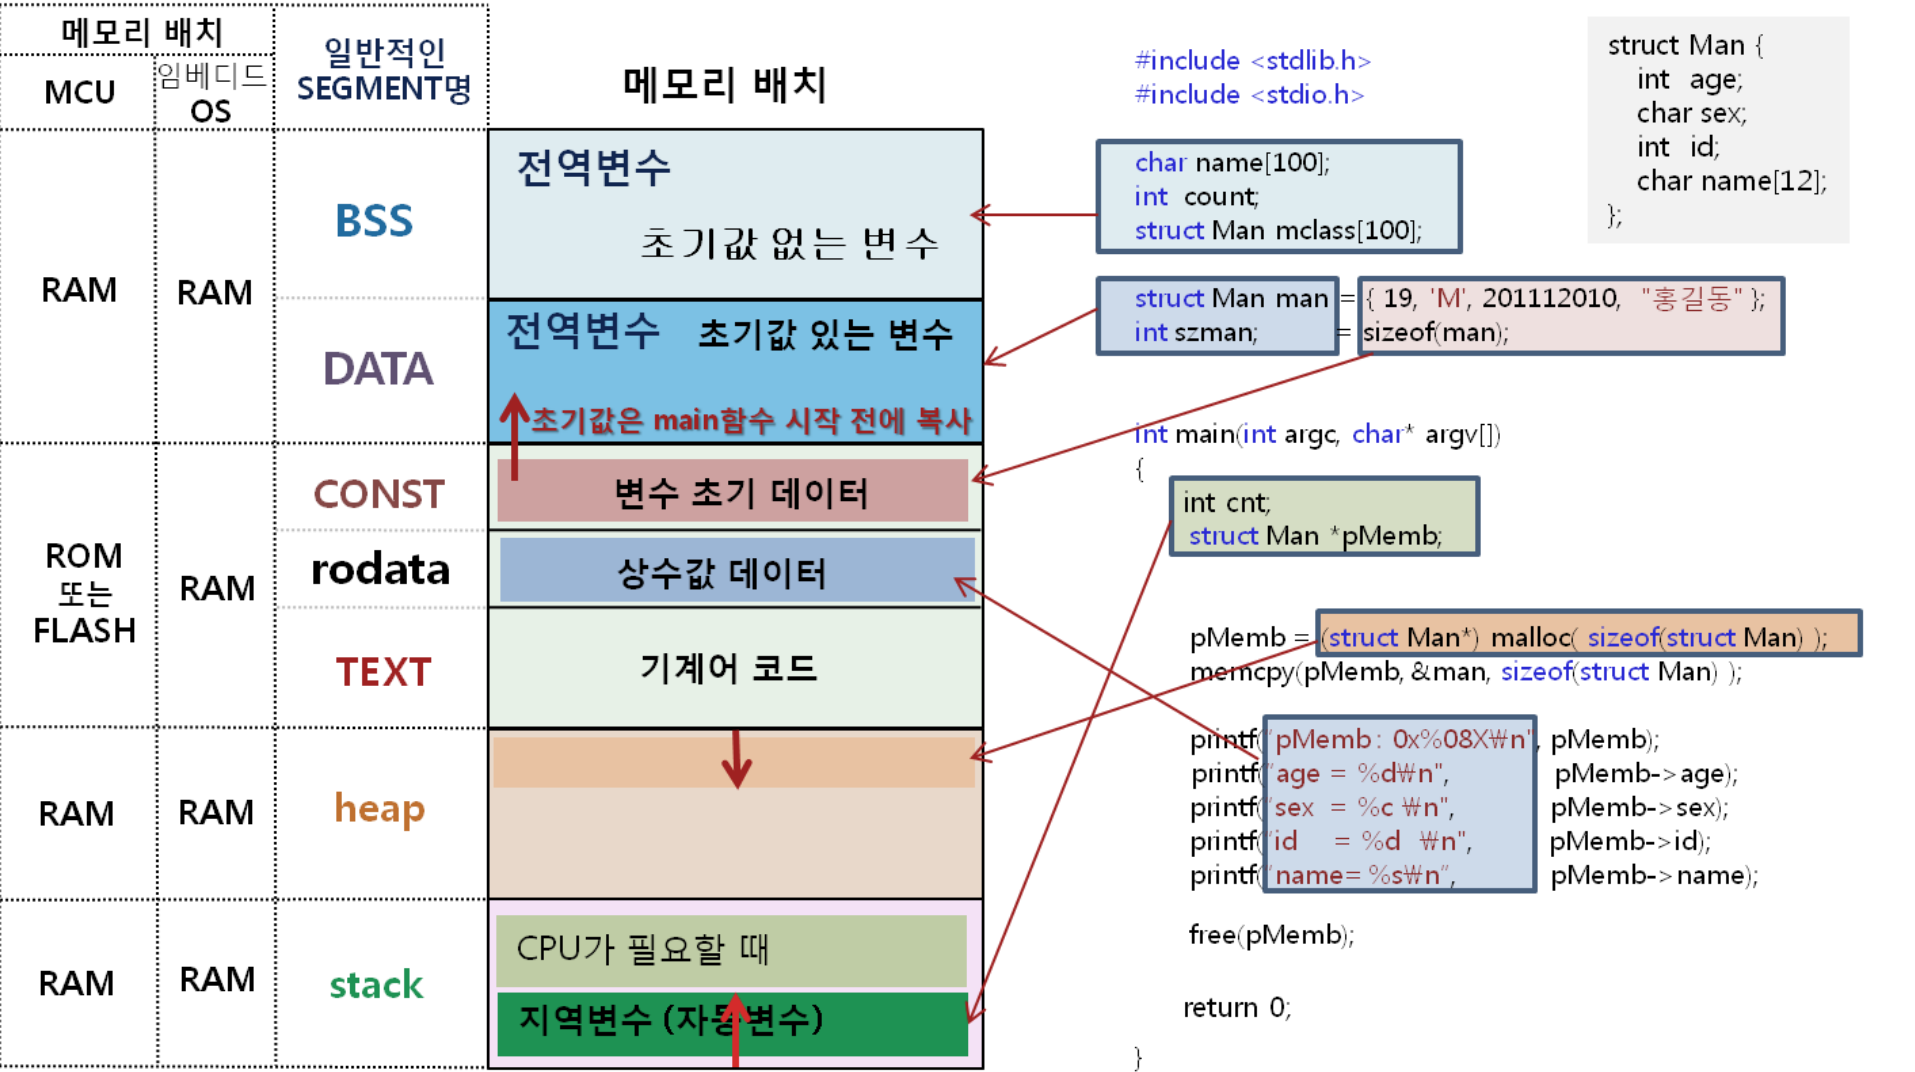 메모리 배치
MCU
임베디드
OS
일반적인
SEGMENT명
메모리 배치
RAM
RAM
BSS
전역변수
초기값 없는 변수
DATA
전역변수 초기값 있는 변수
초기값은 main함수 시작 전에 복사
ROM
또는
FLASH
RAM
CONST
변수 초기 데이터
rodata
상수값 데이터
TEXT
기계어 코드
RAM
RAM
heap
RAM
RAM
stack
CPU가 필요할 때
지역변수 (자동변수)
#include <stdlib.h>
#include <stdio.h>
char name[100];
int count;
struct Man mclass[100];
struct Man man = { 19, 'M', 201112010, "홍길동" };
int szman; = sizeof(man);
int main(int argc, char* argv[])
{
int cnt;
struct Man *pMemb;
pMemb = (struct Man*) malloc( sizeof(struct Man) );
memcpy(pMemb, &man, sizeof(struct Man) );
printf("pMemb : 0x%08X₩n", pMemb);
printf("age = %d₩n", pMemb->age);
printf("sex = %c ₩n", pMemb->sex);
printf("id = %d ₩n", pMemb->id);
printf("name= %s₩n", pMemb->name);
free(pMemb);
return 0;
}
struct Man {
int age;
char sex;
int id;
char name[12];
};